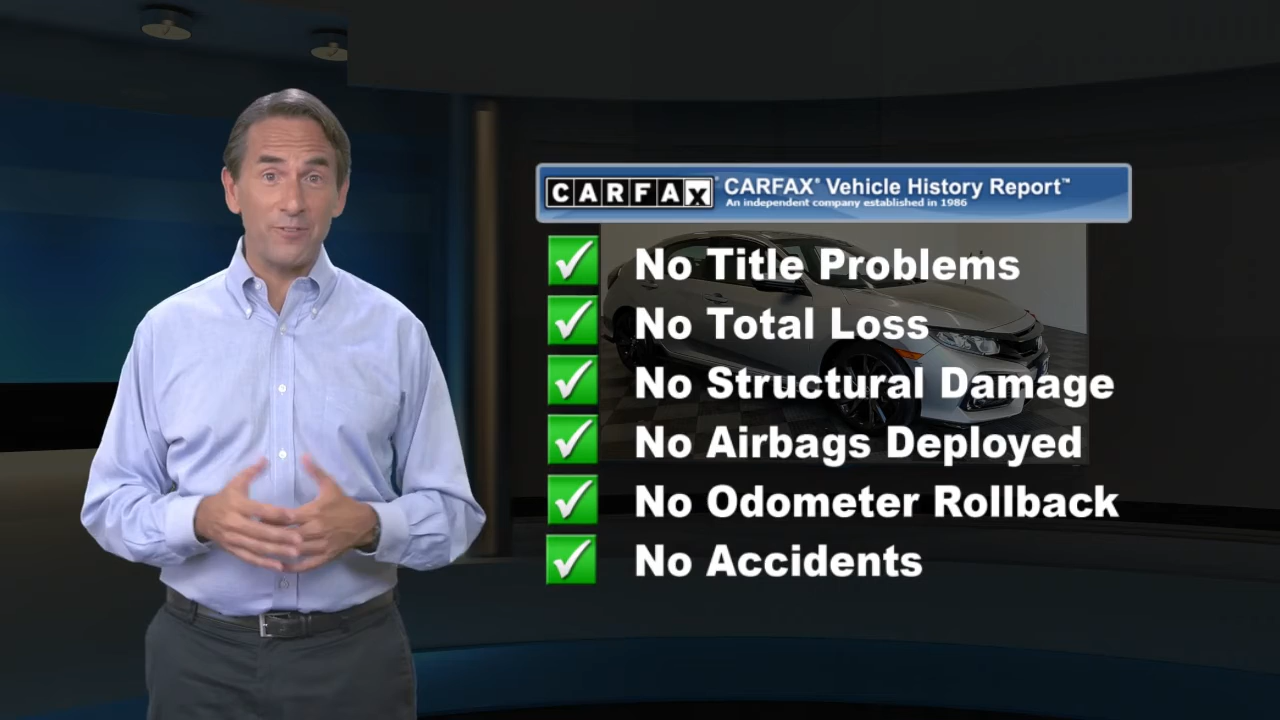 CARFAX® CARFAX® Vehicle History Report™
An independent company established in 1986
No Title Problems
No Total Loss
No Structural Damage
No Airbags Deployed
No Odometer Rollback
No Accidents